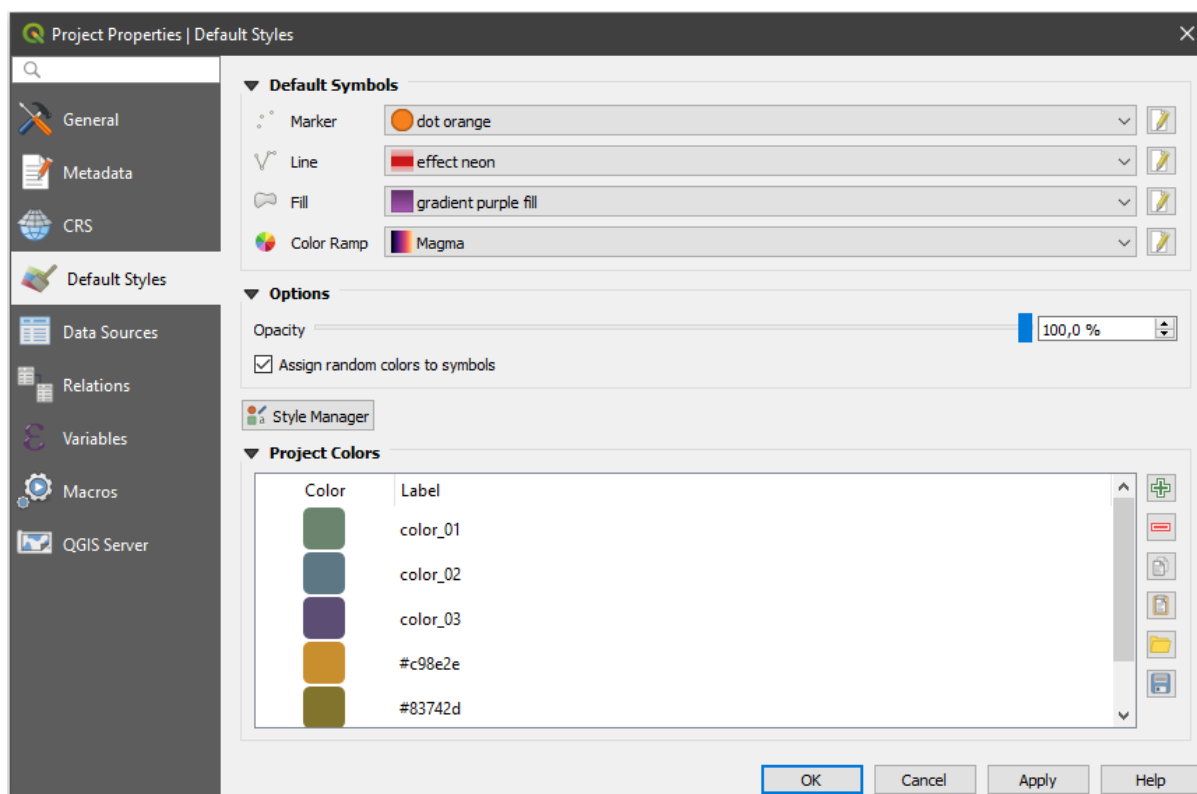 Project Properties | Default Styles
General
Metadata
CRS
Default Styles
Data Sources
Relations
Variables
Macros
QGIS Server
Default Symbols
Marker dot orange
Line effect neon
Fill gradient purple fill
Color Ramp Magma
Options
Opacity 100,0 %
Assign random colors to symbols
Style Manager
Project Colors
Color Label
color_01
color_02
color_03
#c98e2e
#83742d
OK Cancel Apply Help